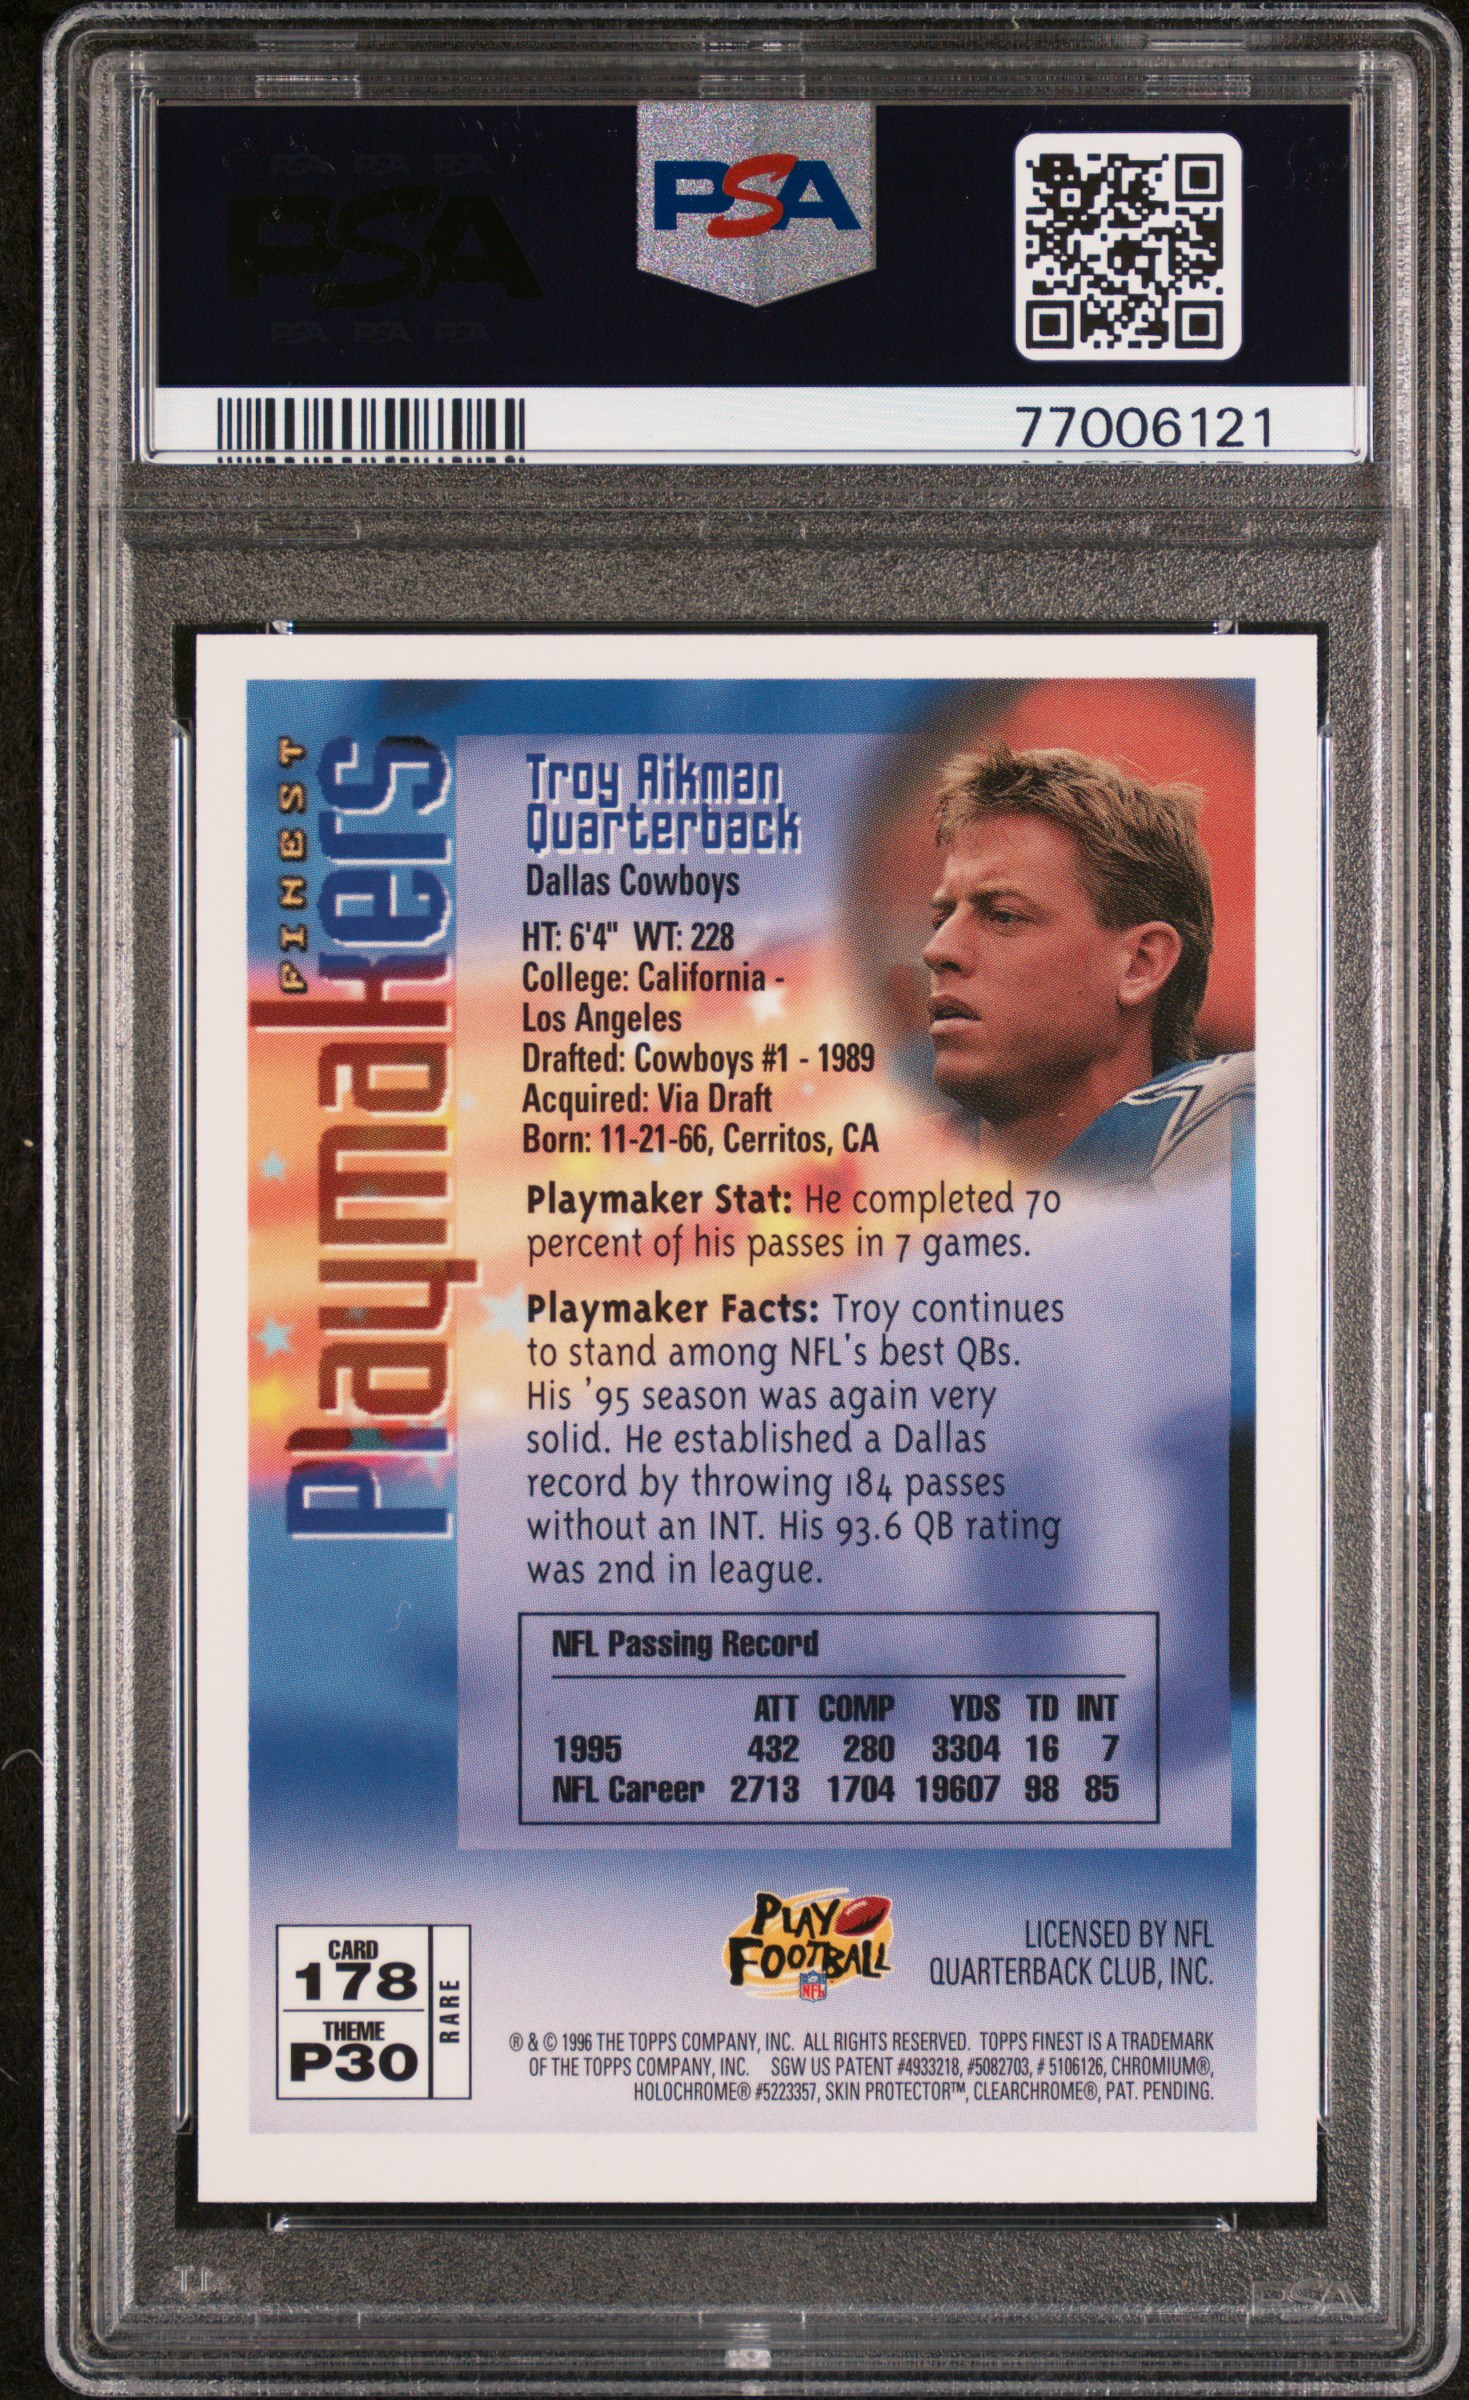 PSA PSA PSA
PSA
PSA PSA PSA
PSA
77006121
FINEST
Playmakers
Troy Aikman
Quarterback
Dallas Cowboys
HT: 6'4" WT: 228
College: California -
Los Angeles
Drafted: Cowboys #1 - 1989
Acquired: Via Draft
Born: 11-21-66, Cerritos, CA
Playmaker Stat: He completed 70
percent of his passes in 7 games.
Playmaker Facts: Troy continues
to stand among NFL's best QBs.
His '95 season was again very
solid. He established a Dallas
record by throwing 184 passes
without an INT. His 93.6 QB rating
was 2nd in league.
NFL Passing Record
ATT COMP YDS TD INT
1995 432 280 3304 16 7
NFL Career 2713 1704 19607 98 85
CARD
178
THEME
P30
RARE
PLAY
FOOTBALL
NFL
LICENSED BY NFL
QUARTERBACK CLUB, INC.
® & © 1996 THE TOPPS COMPANY, INC. ALL RIGHTS RESERVED. TOPPS FINEST IS A TRADEMARK
OF THE TOPPS COMPANY, INC. SGW US PATENT #4933218, #5082703, # 5106126, CHROMIUM®,
HOLOCHROME® #5223357, SKIN PROTECTOR™, CLEARCHROME®, PAT. PENDING.
PSA